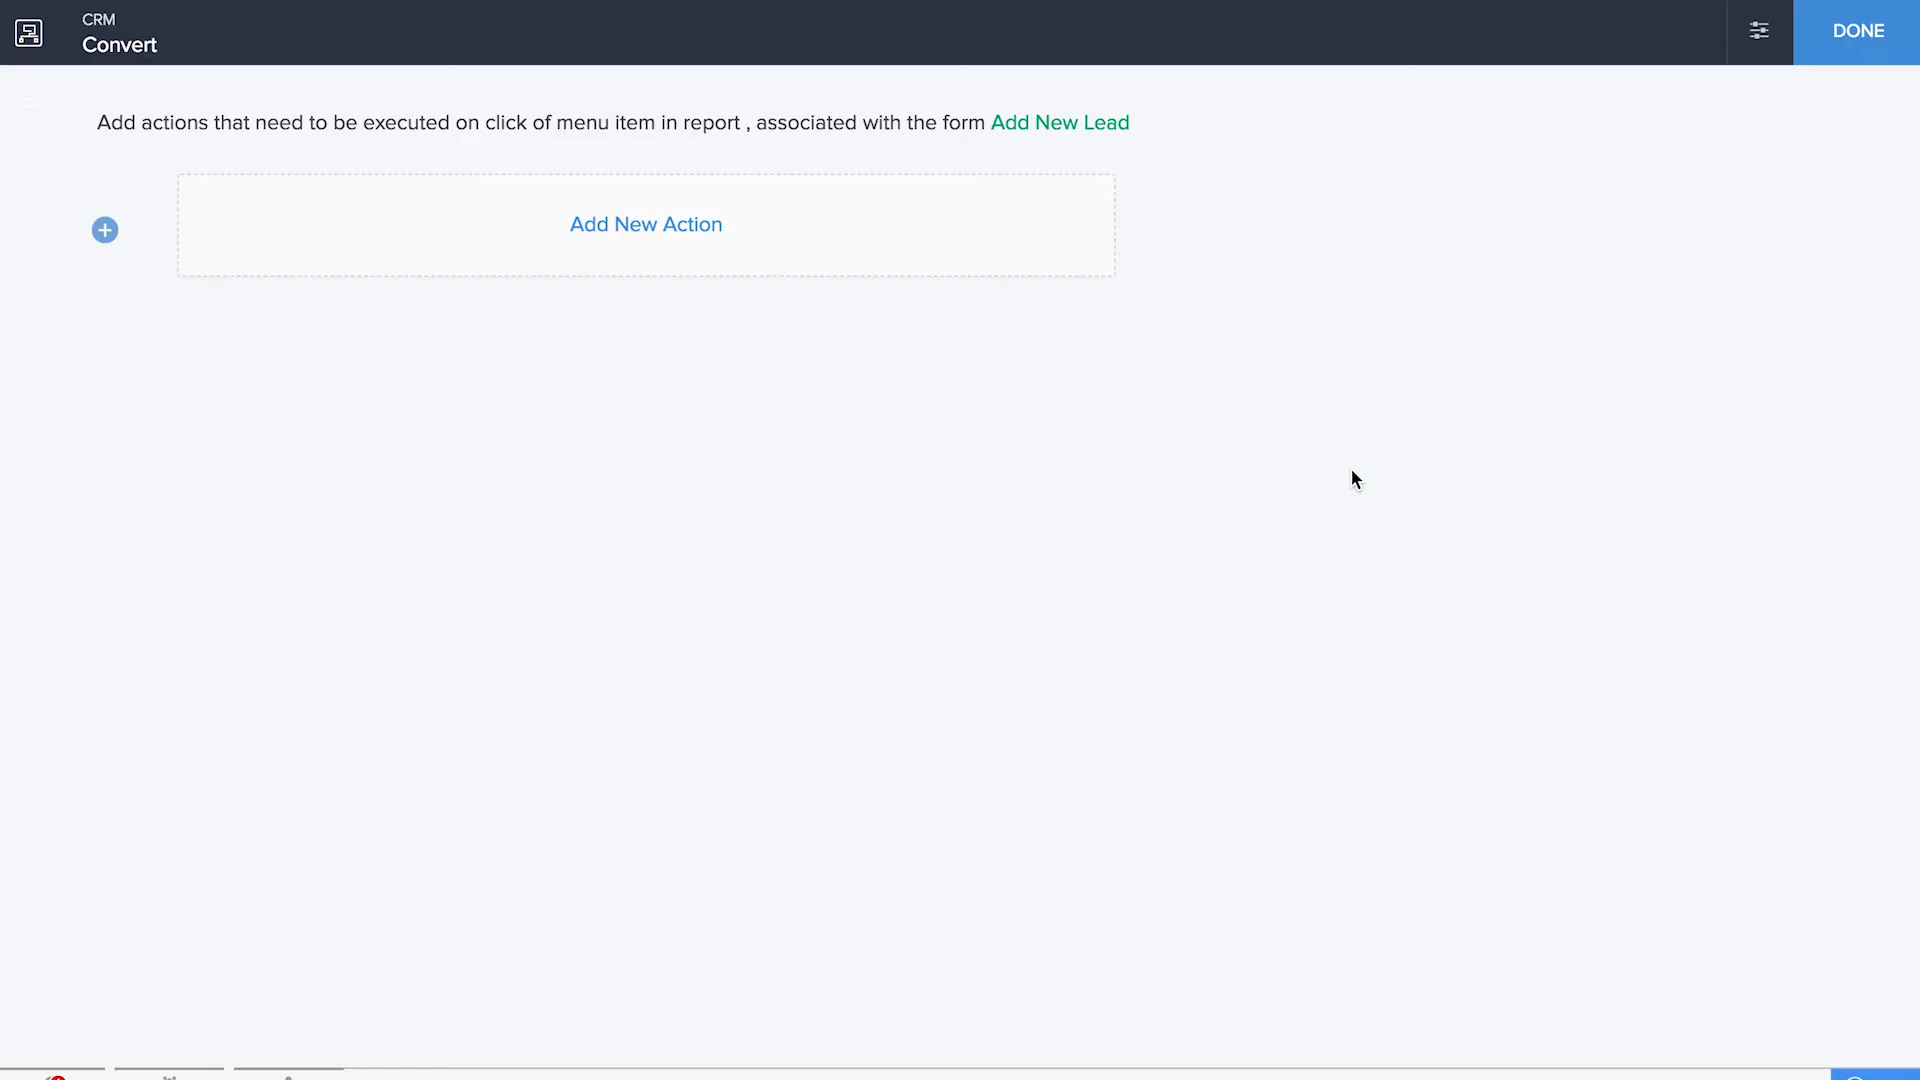 CRM
Convert
DONE
Add actions that need to be executed on click of menu item in report , associated with the form Add New Lead
Add New Action